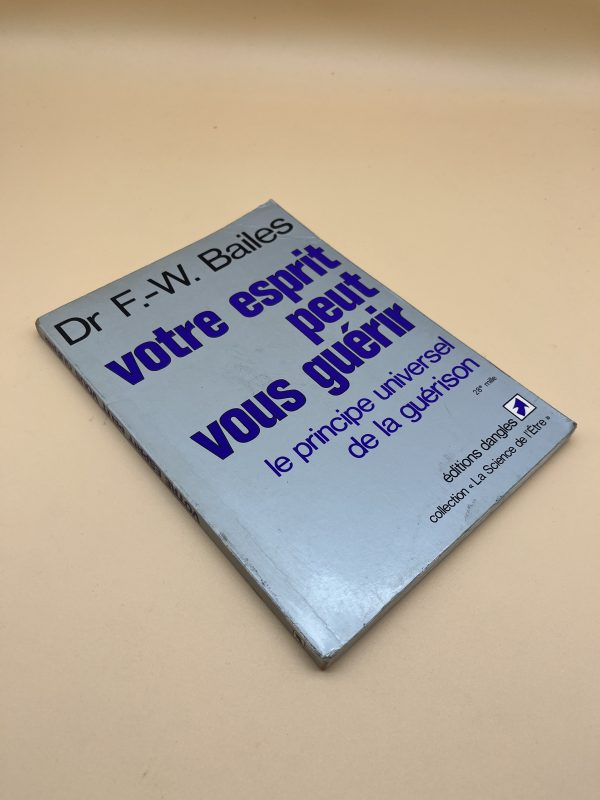 Dr F.-W. Bailes
votre esprit
peut
vous guérir
le principe universel
de la guérison
28e mille
éditions dangles
collection « La Science de l'Être »